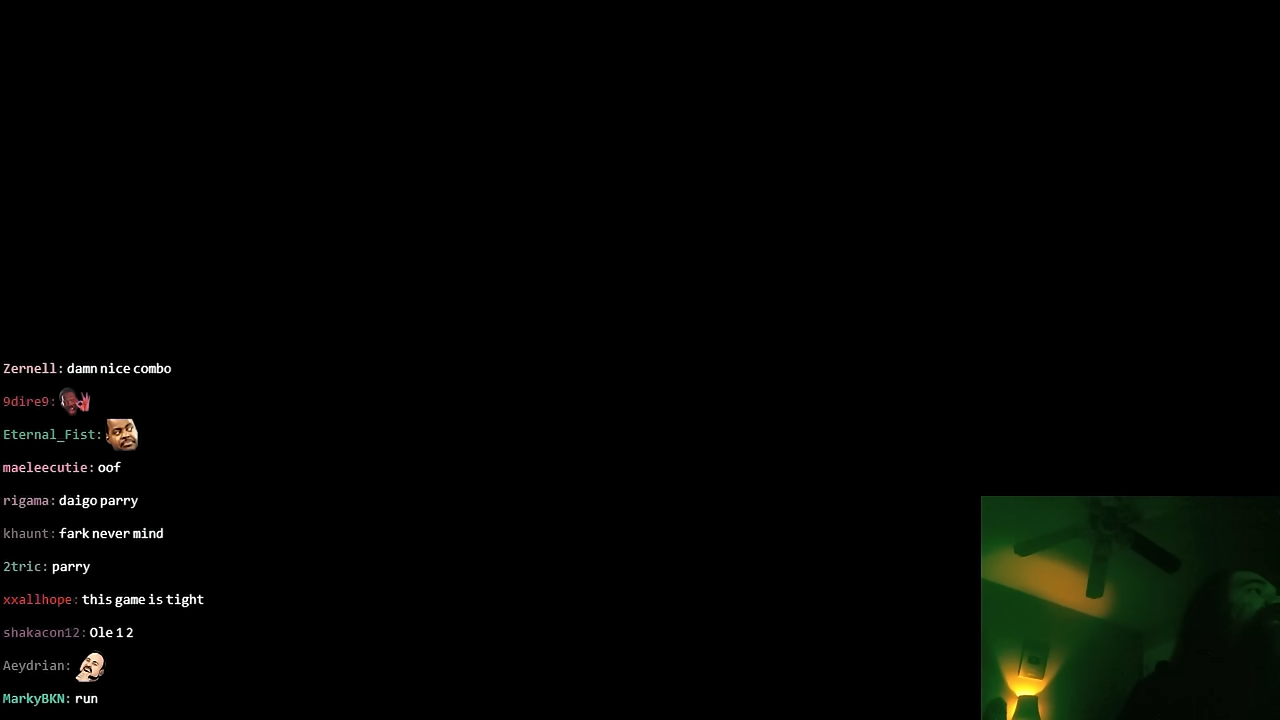 Zernell: damn nice combo
9dire9:
Eternal_Fist:
maeleecutie: oof
rigama: daigo parry
khaunt: fark never mind
2tric: parry
xxallhope: this game is tight
shakacon12: Ole 1 2
Aeydrian:
MarkyBKN: run